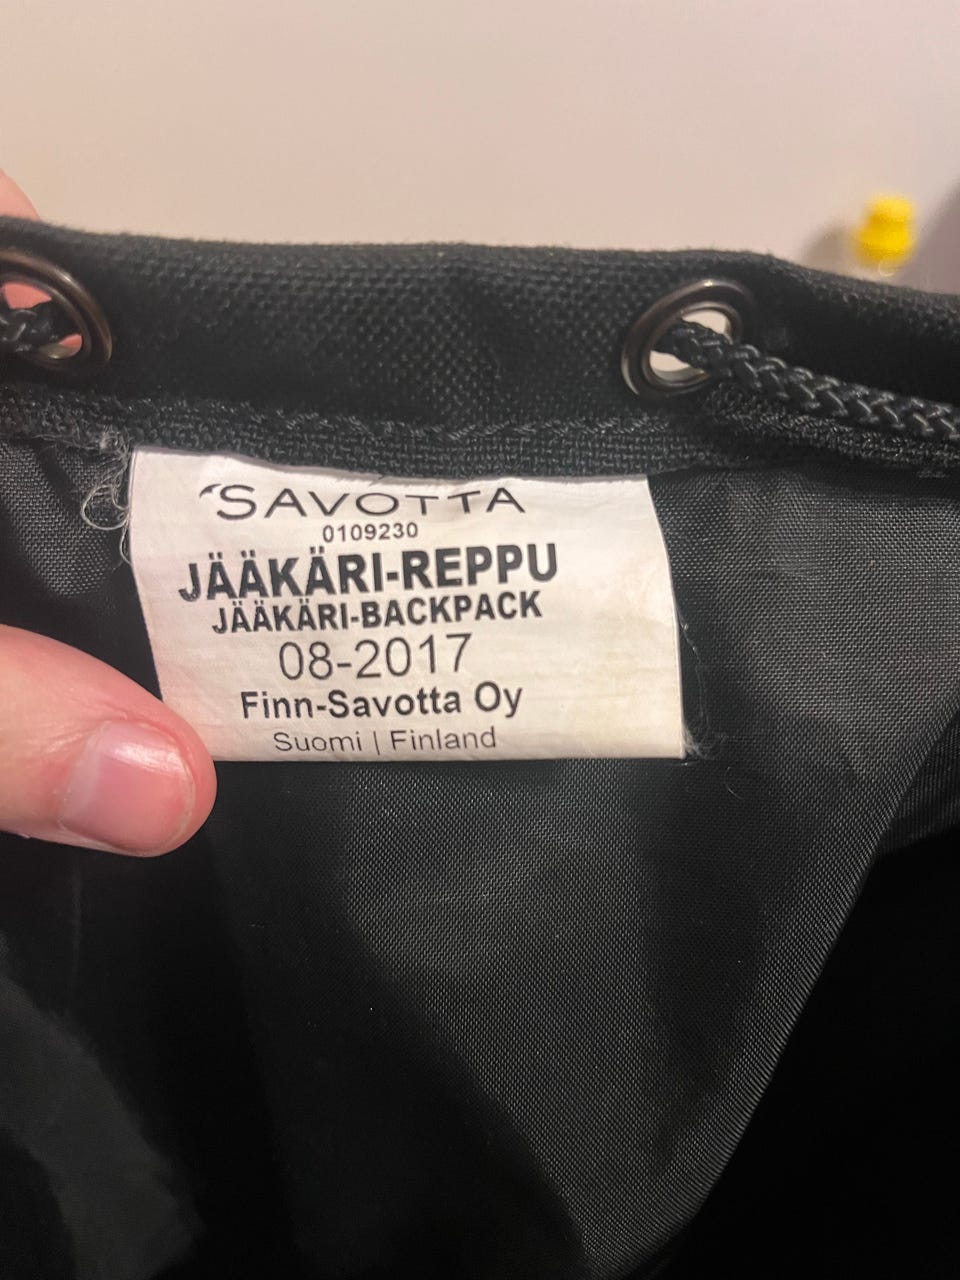 SAVOTTA
0109230
JÄÄKÄRI-REPPU
JÄÄKÄRI-BACKPACK
08-2017
Finn-Savotta Oy
Suomi | Finland